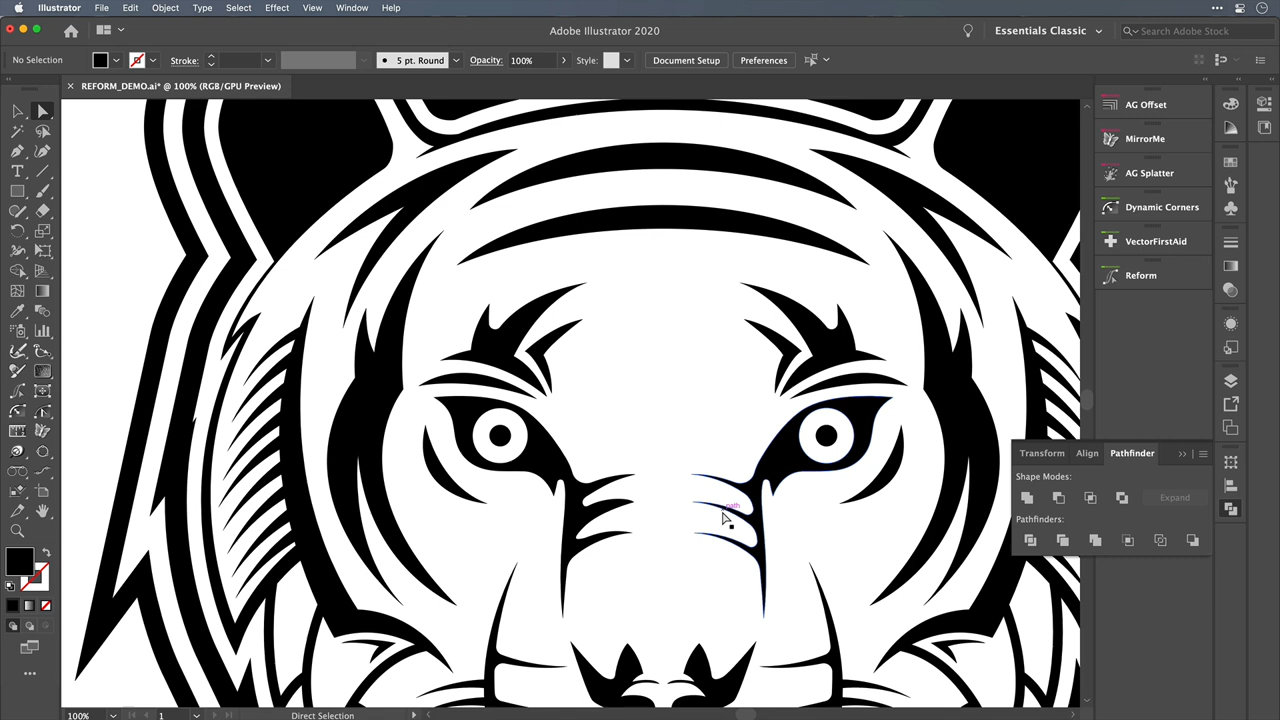 Illustrator File Edit Object Type Select Effect View Window Help
Adobe Illustrator 2020
Essentials Classic
Search Adobe Stock
No Selection
Stroke:
5 pt. Round
Opacity: 100%
Style:
Document Setup
Preferences
REFORM_DEMO.ai* @ 100% (RGB/GPU Preview)
AG Offset
MirrorMe
AG Splatter
Dynamic Corners
VectorFirstAid
Reform
path
Transform Align Pathfinder
Shape Modes:
Expand
Pathfinders:
100%
1
Direct Selection